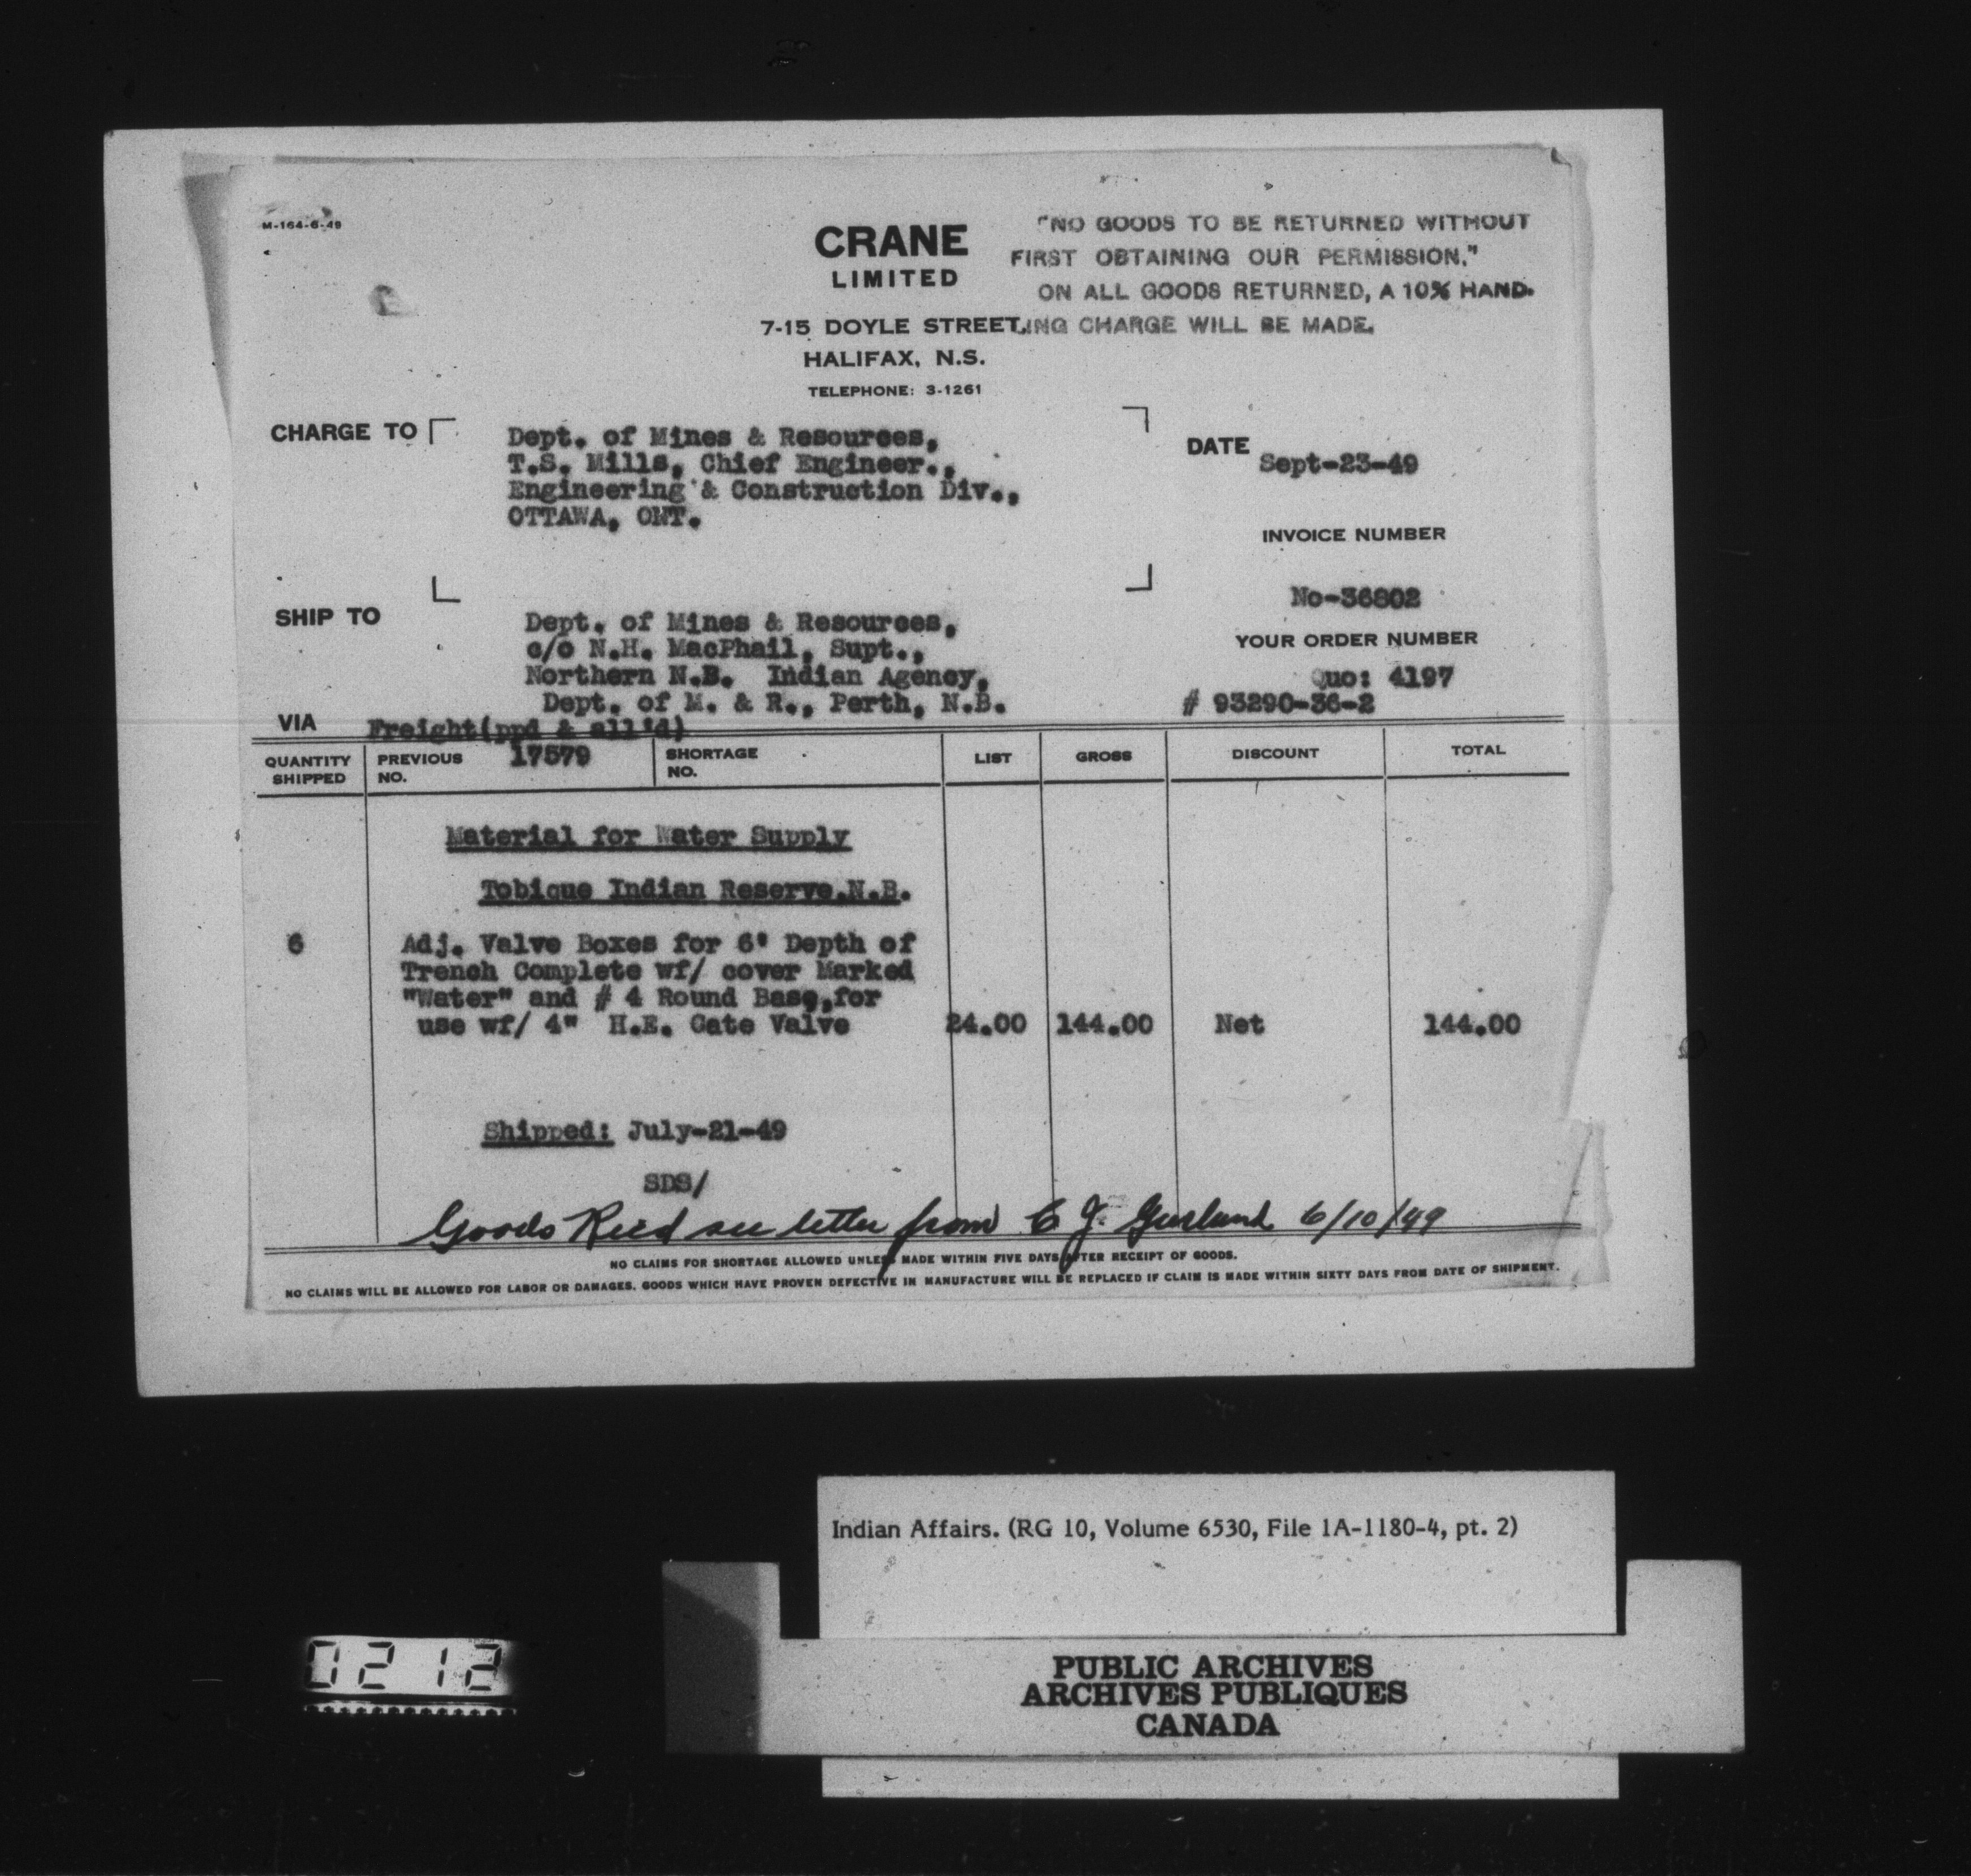 M-164-6-49
CRANE
LIMITED
7-15 DOYLE STREET,
HALIFAX, N.S.
TELEPHONE: 3-1261
"NO GOODS TO BE RETURNED WITHOUT
FIRST OBTAINING OUR PERMISSION."
ON ALL GOODS RETURNED, A 10% HAND-
ING CHARGE WILL BE MADE.
CHARGE TO
Dept. of Mines & Resources,
T.S. Mills, Chief Engineer.,
Engineering & Construction Div.,
OTTAWA, ONT.
DATE Sept-23-49
INVOICE NUMBER
No-36802
SHIP TO
Dept. of Mines & Resources,
c/o N.H. MacPhail, Supt.,
Northern N.B. Indian Agency,
Dept. of M. & R., Perth, N.B.
YOUR ORDER NUMBER
Quo: 4197
# 93290-36-2
VIA Freight(ppd & all'd)
QUANTITY SHIPPED PREVIOUS NO. 17579 SHORTAGE NO. LIST GROSS DISCOUNT TOTAL
Material for Water Supply
Tobique Indian Reserve.N.B.
6 Adj. Valve Boxes for 6' Depth of
Trench Complete wf/ cover Marked
"Water" and # 4 Round Base,for
use wf/ 4" H.E. Gate Valve 24.00 144.00 Net 144.00
Shipped: July-21-49
SDS/
Goods Recd see letter from C J. 6/10/49
NO CLAIMS FOR SHORTAGE ALLOWED UNLESS MADE WITHIN FIVE DAYS AFTER RECEIPT OF GOODS.
NO CLAIMS WILL BE ALLOWED FOR LABOR OR DAMAGES. GOODS WHICH HAVE PROVEN DEFECTIVE IN MANUFACTURE WILL BE REPLACED IF CLAIM IS MADE WITHIN SIXTY DAYS FROM DATE OF SHIPMENT.
Indian Affairs. (RG 10, Volume 6530, File 1A-1180-4, pt. 2)
0212
PUBLIC ARCHIVES
ARCHIVES PUBLIQUES
CANADA